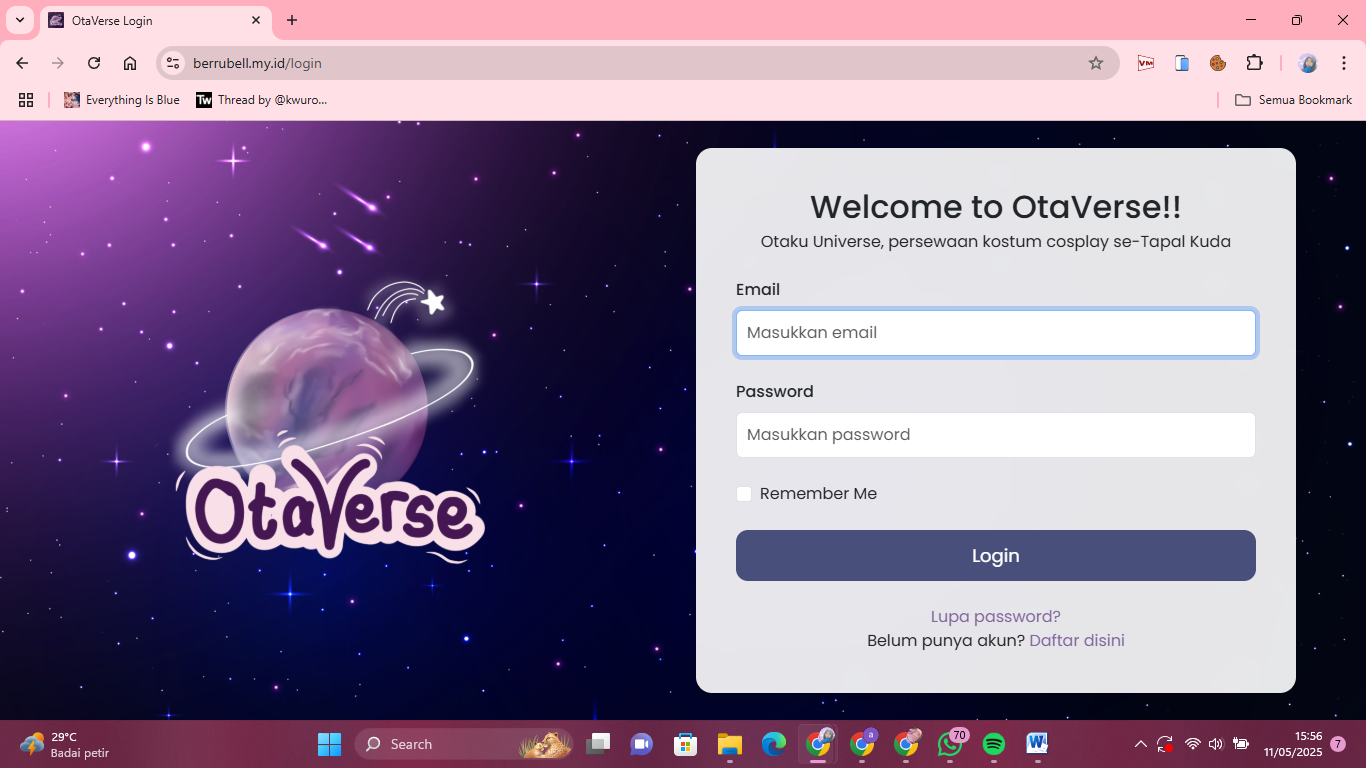 OtaVerse Login
berrubell.my.id/login
Everything Is Blue
Tw
Thread by @kwuro...
Semua Bookmark
Welcome to OtaVerse!!
Otaku Universe, persewaan kostum cosplay se-Tapal Kuda
Email
Masukkan email
Password
Masukkan password
Remember Me
Login
Lupa password?
Belum punya akun? Daftar disini
OtaVerse
29°C
Badai petir
Search
a
70
W
15:56
11/05/2025
7
VM